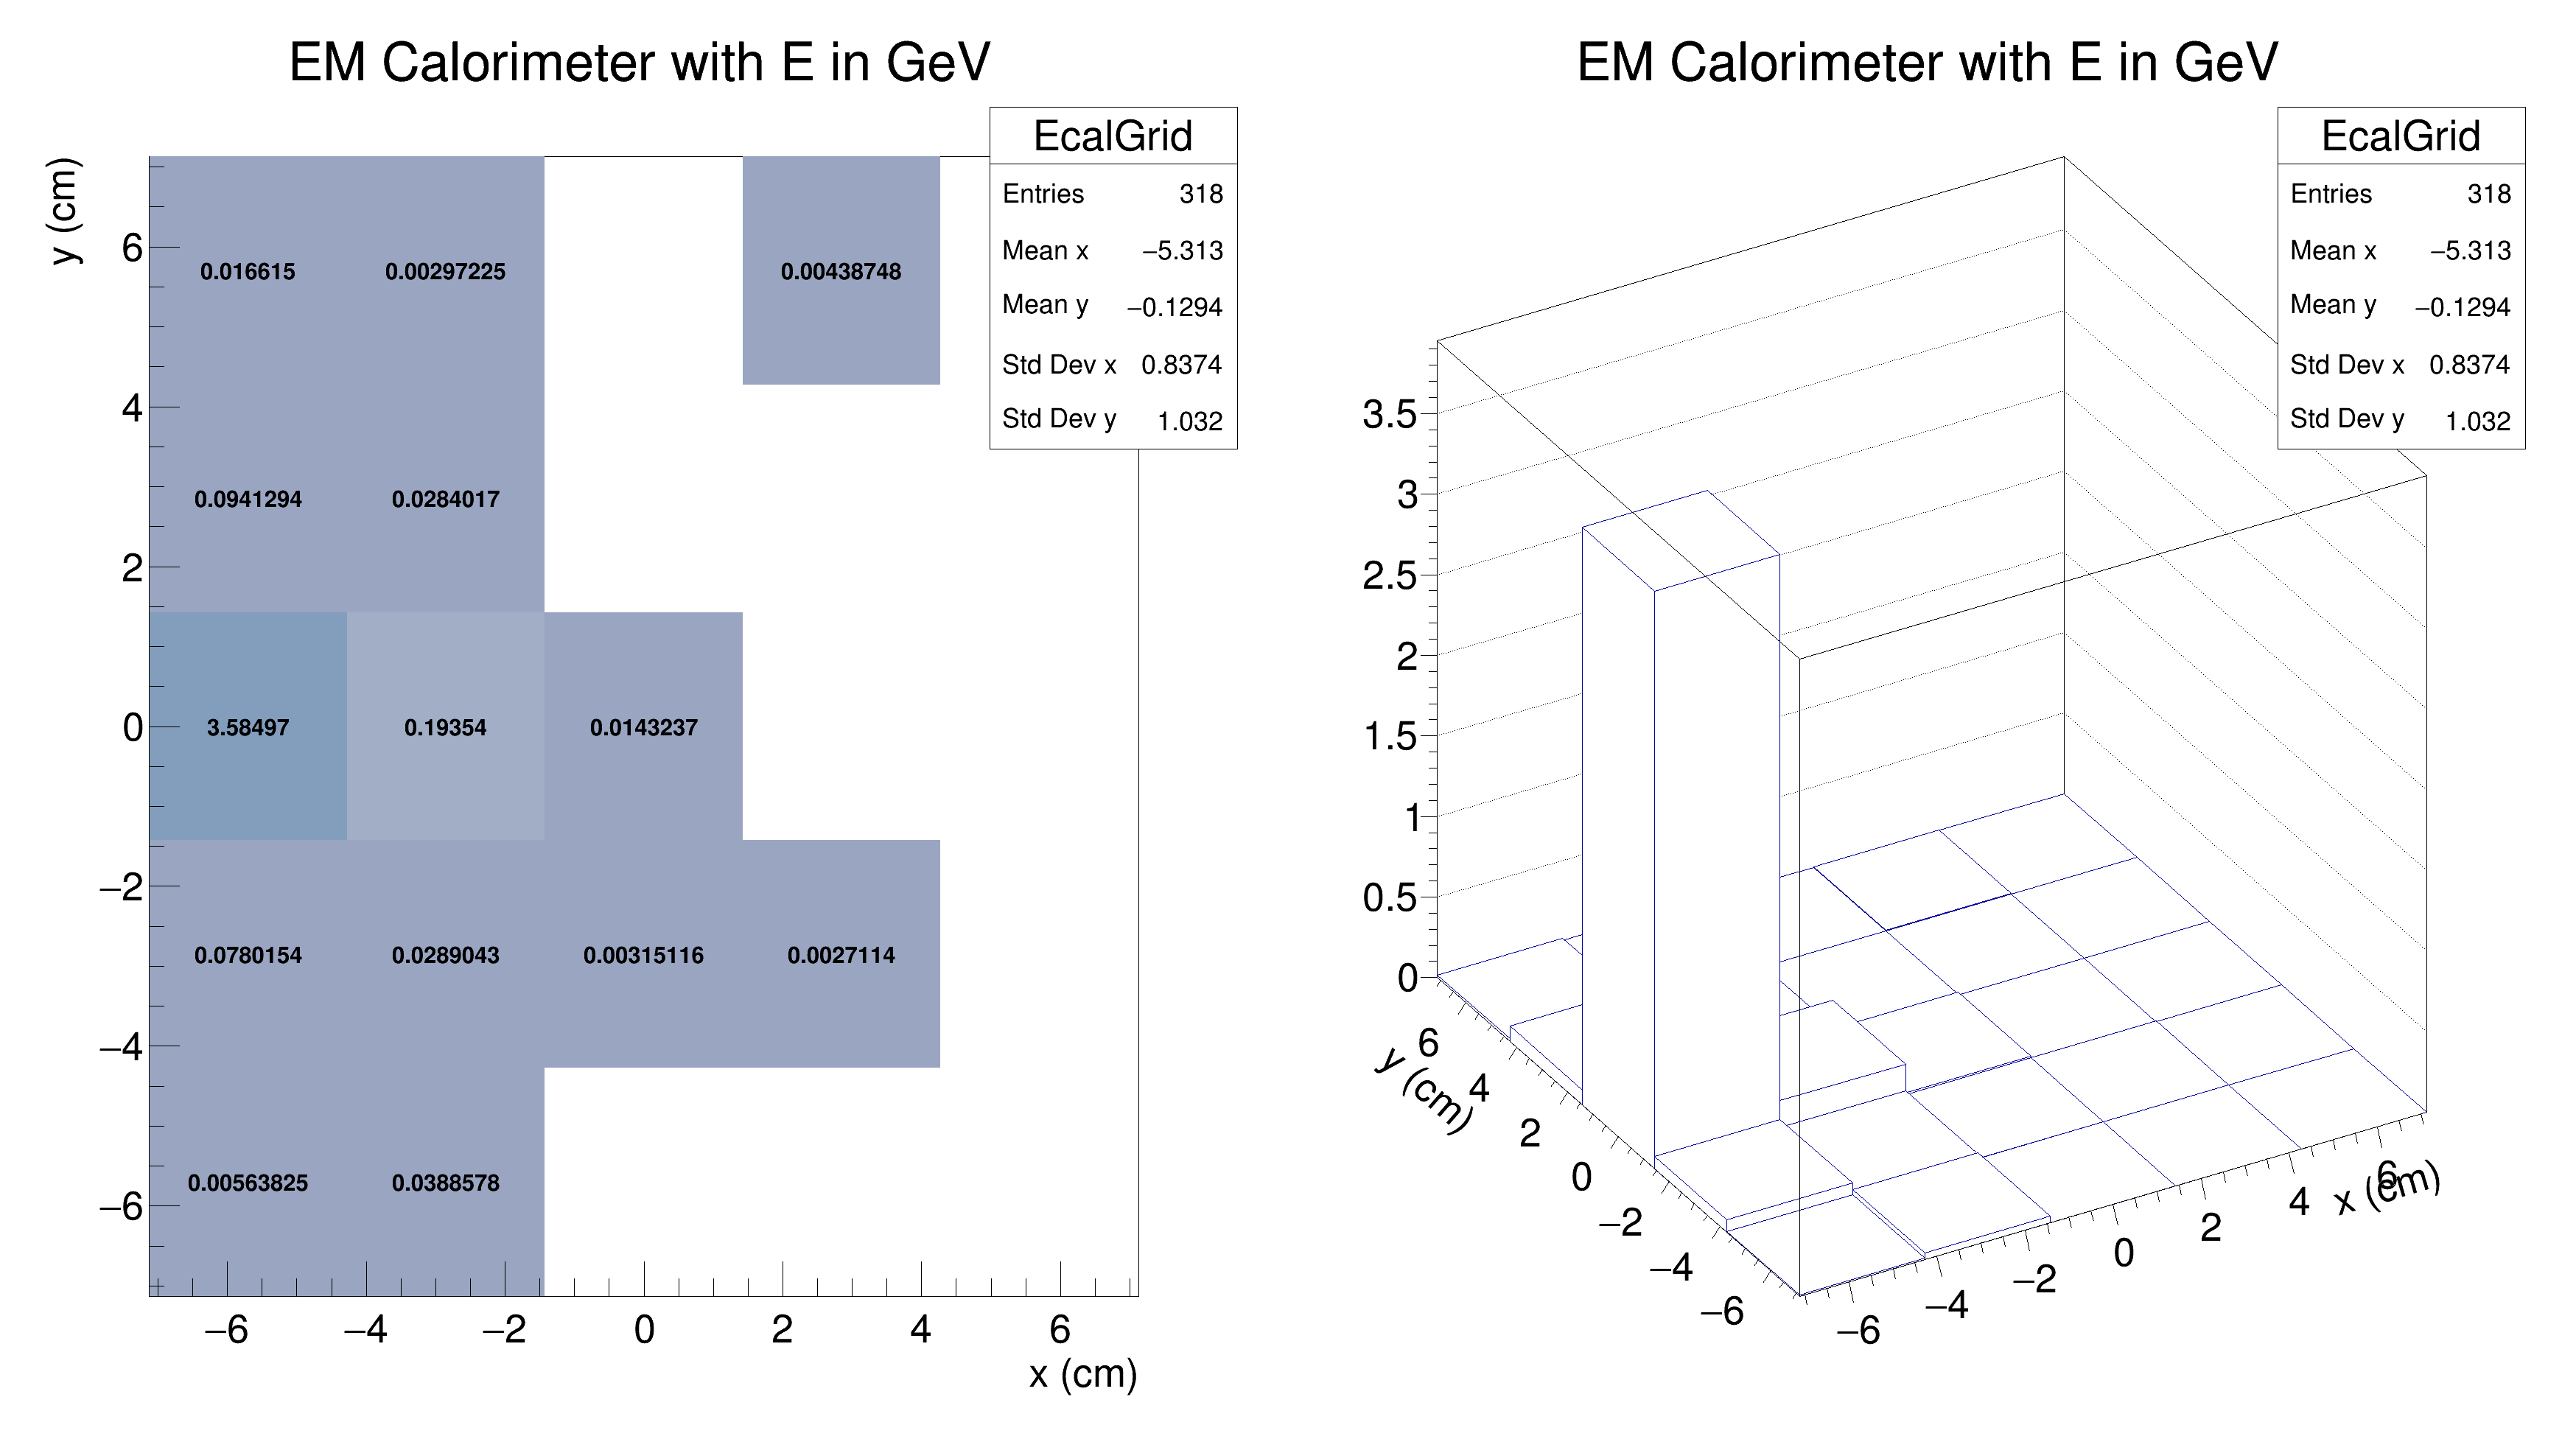 EM Calorimeter with E in GeV
EcalGrid
Entries 318
Mean x −5.313
Mean y −0.1294
Std Dev x 0.8374
Std Dev y 1.032
y (cm)
6
4
2
0
−2
−4
−6
0.016615 0.00297225 0.00438748
0.0941294 0.0284017
3.58497 0.19354 0.0143237
0.0780154 0.0289043 0.00315116 0.0027114
0.00563825 0.0388578
−6 −4 −2 0 2 4 6
x (cm)
EM Calorimeter with E in GeV
EcalGrid
Entries 318
Mean x −5.313
Mean y −0.1294
Std Dev x 0.8374
Std Dev y 1.032
3.5
3
2.5
2
1.5
1
0.5
0
y (cm)
6
4
2
0
−2
−4
−6
−6
−4
−2
0
2
4
6
x (cm)